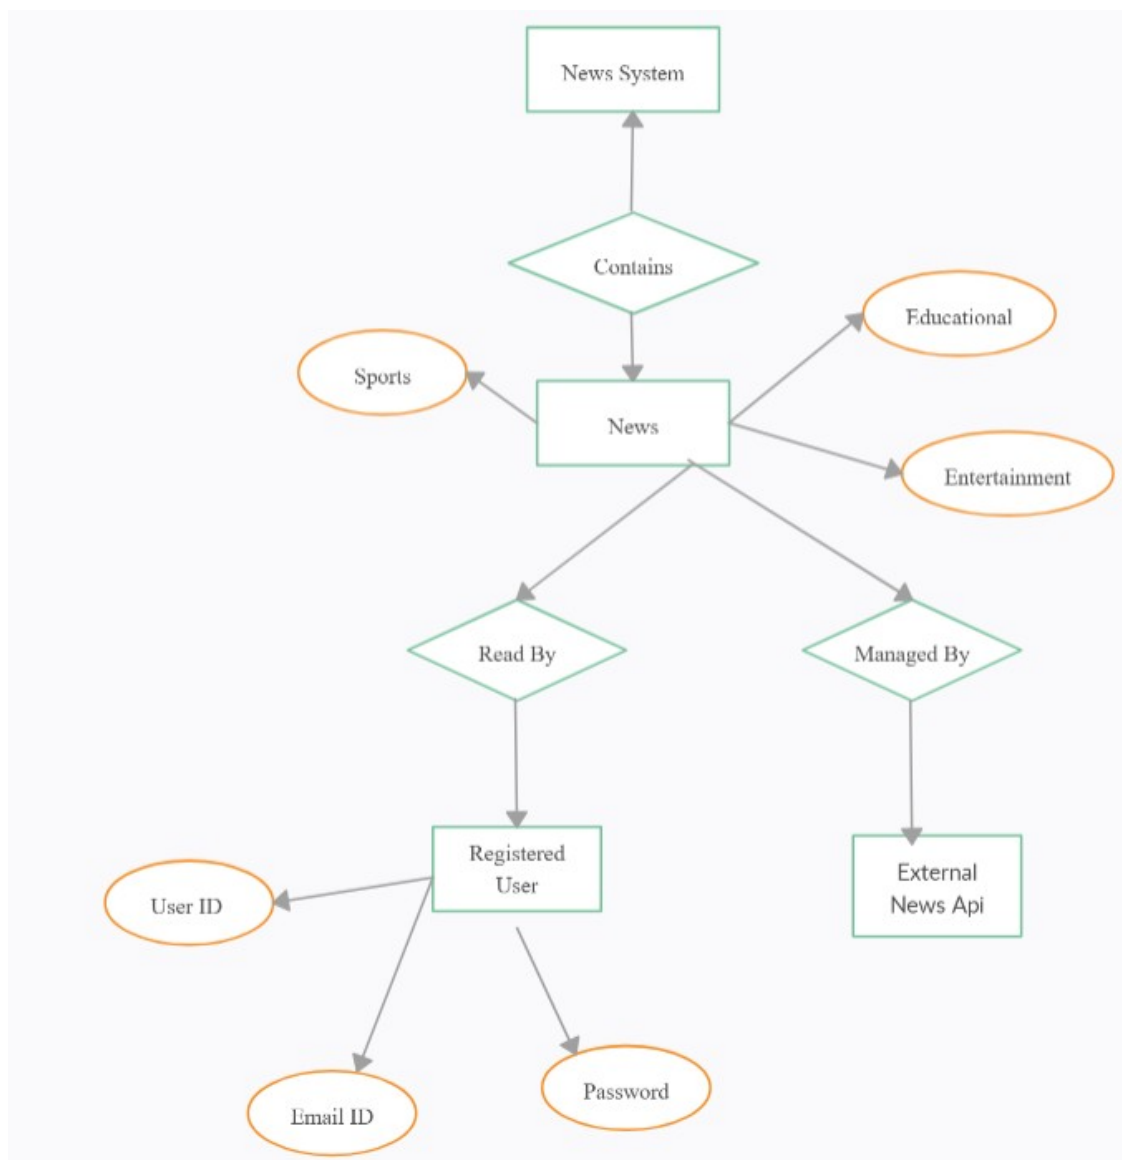 News System
Contains
Educational
Sports
News
Entertainment
Read By
Managed By
Registered
User
External
News Api
User ID
Password
Email ID